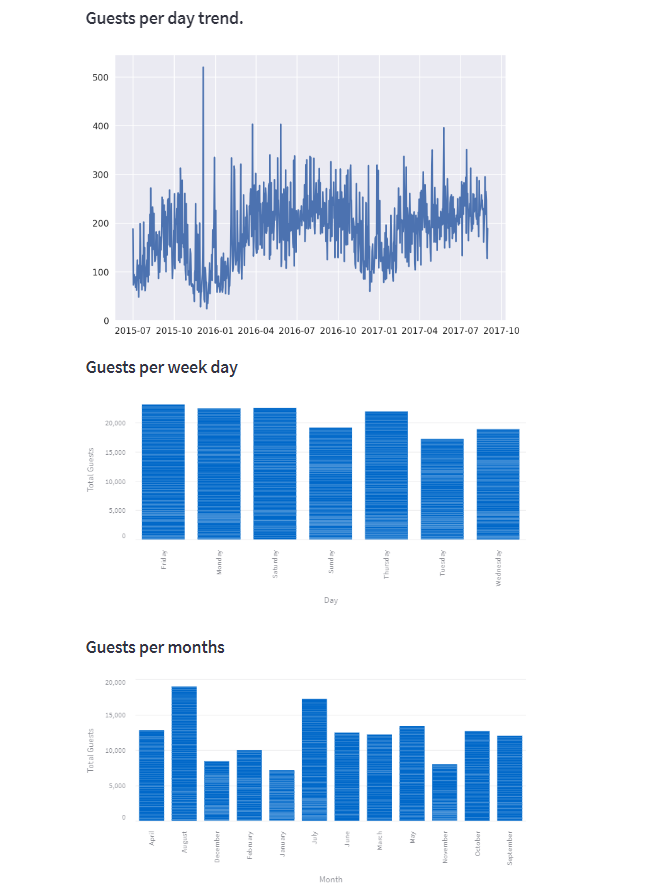 Guests per day trend.
500
400
300
200
100
0
2015-07 2015-10 2016-01 2016-04 2016-07 2016-10 2017-01 2017-04 2017-07 2017-10
Guests per week day
20,000
15,000
10,000
5,000
0
Total Guests
Friday Monday Saturday Sunday Thursday Tuesday Wednesday
Day
Guests per months
20,000
15,000
10,000
5,000
0
Total Guests
April August December February January July June March May November October September
Month